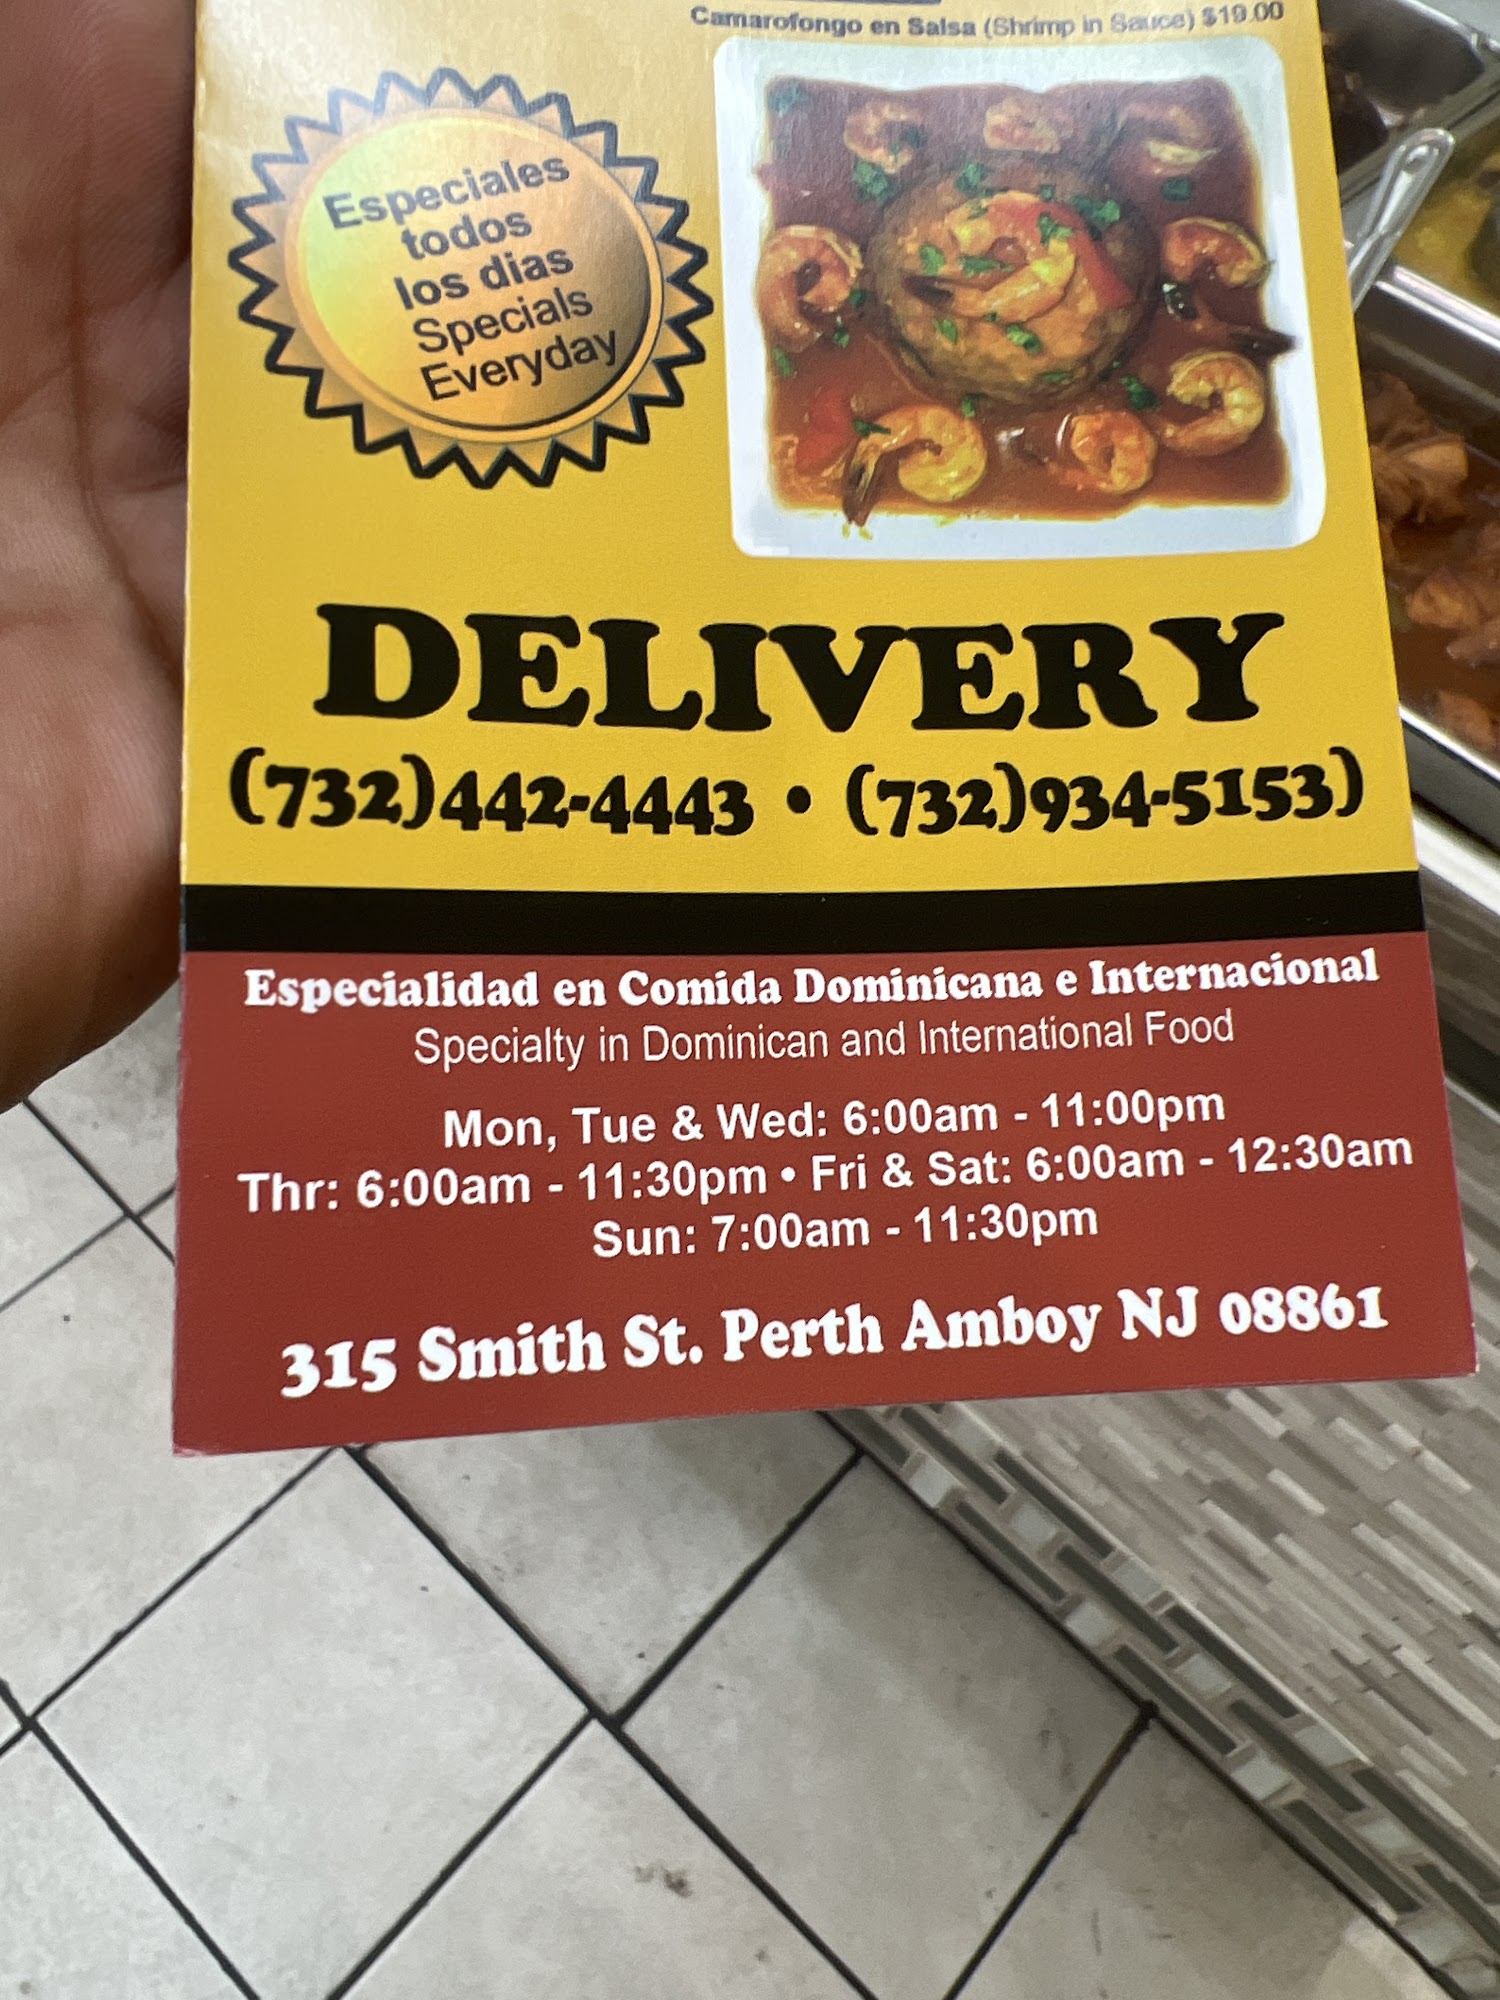 Camarofongo en Salsa (Shrimp in Sauce) $19.00
Especiales
todos
los dias
Specials
Everyday
DELIVERY
(732)442-4443 • (732)934-5153)
Especialidad en Comida Dominicana e Internacional
Specialty in Dominican and International Food
Mon, Tue & Wed: 6:00am - 11:00pm
Thr: 6:00am - 11:30pm • Fri & Sat: 6:00am - 12:30am
Sun: 7:00am - 11:30pm
315 Smith St. Perth Amboy NJ 08861